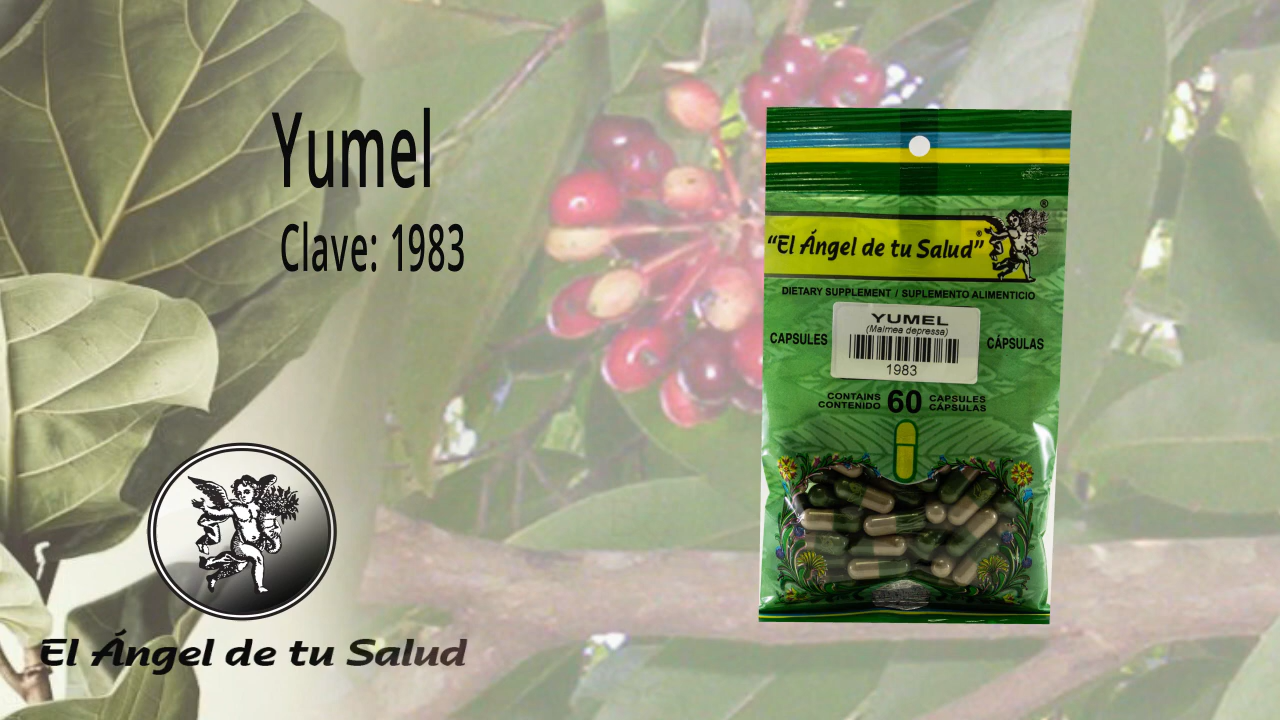 Yumel
Clave: 1983
El Ángel de tu Salud
®
"El Ángel de tu Salud"®
DIETARY SUPPLEMENT / SUPLEMENTO ALIMENTICIO
YUMEL
(Malmea depressa)
CAPSULES
CÁPSULAS
1983
CONTAINS
CONTENIDO
60
CAPSULES
CÁPSULAS